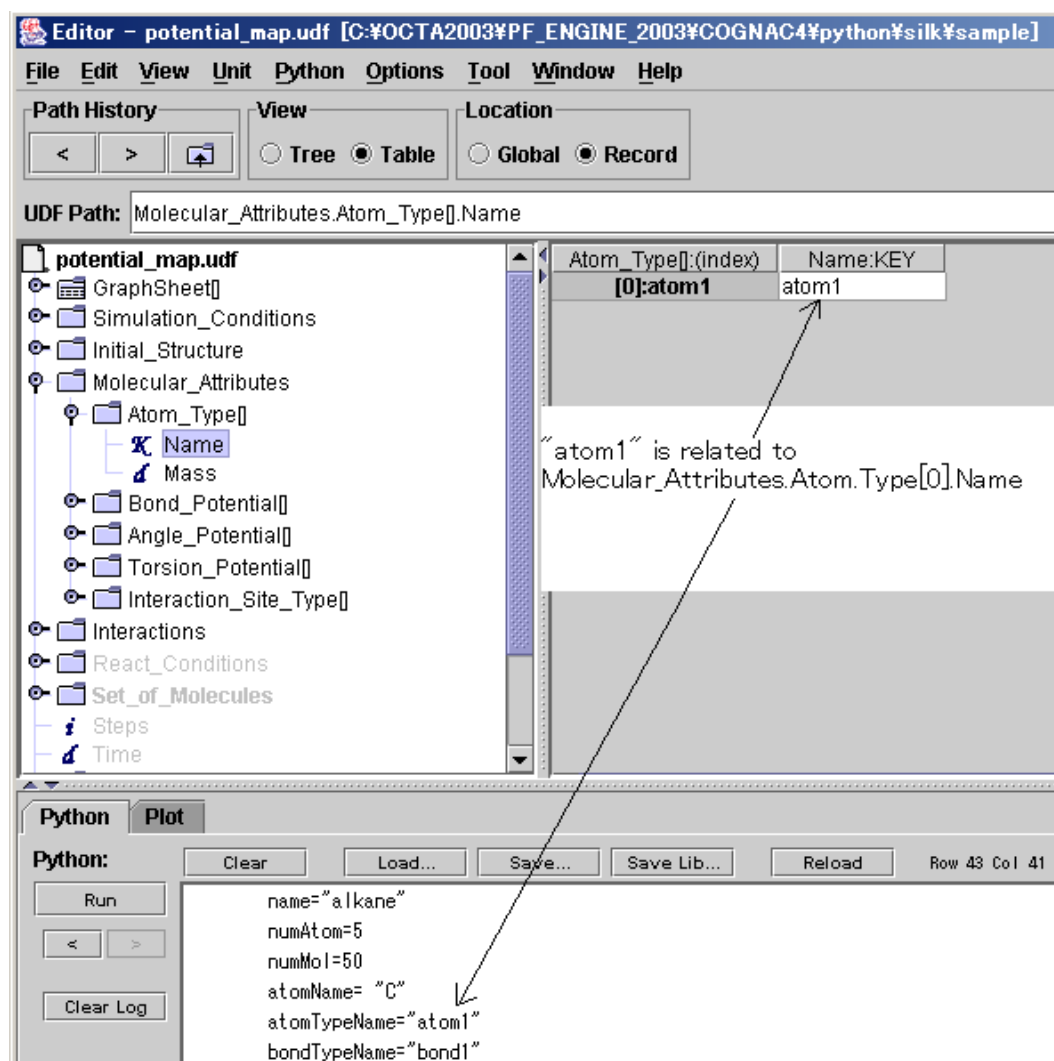 Editor - potential_map.udf [C:¥OCTA2003¥PF_ENGINE_2003¥COGNAC4¥python¥silk¥sample]
File Edit View Unit Python Options Tool Window Help
Path History View Location
< > Tree Table Global Record
UDF Path: Molecular_Attributes.Atom_Type[].Name
potential_map.udf
GraphSheet[]
Simulation_Conditions
Initial_Structure
Molecular_Attributes
Atom_Type[]
K Name
d Mass
Bond_Potential[]
Angle_Potential[]
Torsion_Potential[]
Interaction_Site_Type[]
Interactions
React_Conditions
Set_of_Molecules
i Steps
d Time
Atom_Type[]:(index) Name:KEY
[0]:atom1 atom1
"atom1" is related to
Molecular_Attributes.Atom.Type[0].Name
Python Plot
Python: Clear Load... Save... Save Lib... Reload Row 43 Col 41
Run
< >
Clear Log
name="alkane"
numAtom=5
numMol=50
atomName= "C"
atomTypeName="atom1"
bondTypeName="bond1"